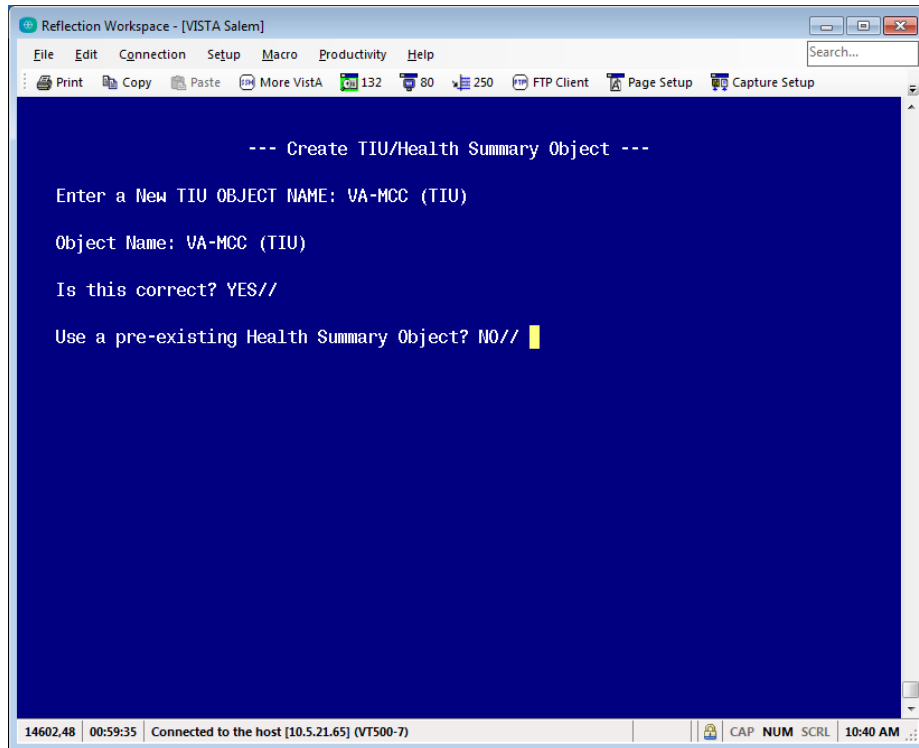 Reflection Workspace - [VISTA Salem]
File Edit Connection Setup Macro Productivity Help
Search...
Print Copy Paste More VistA 132 80 250 FTP Client Page Setup Capture Setup
--- Create TIU/Health Summary Object ---
Enter a New TIU OBJECT NAME: VA-MCC (TIU)
Object Name: VA-MCC (TIU)
Is this correct? YES//
Use a pre-existing Health Summary Object? NO//
14602,48 00:59:35 Connected to the host [10.5.21.65] (VT500-7) CAP NUM SCRL 10:40 AM